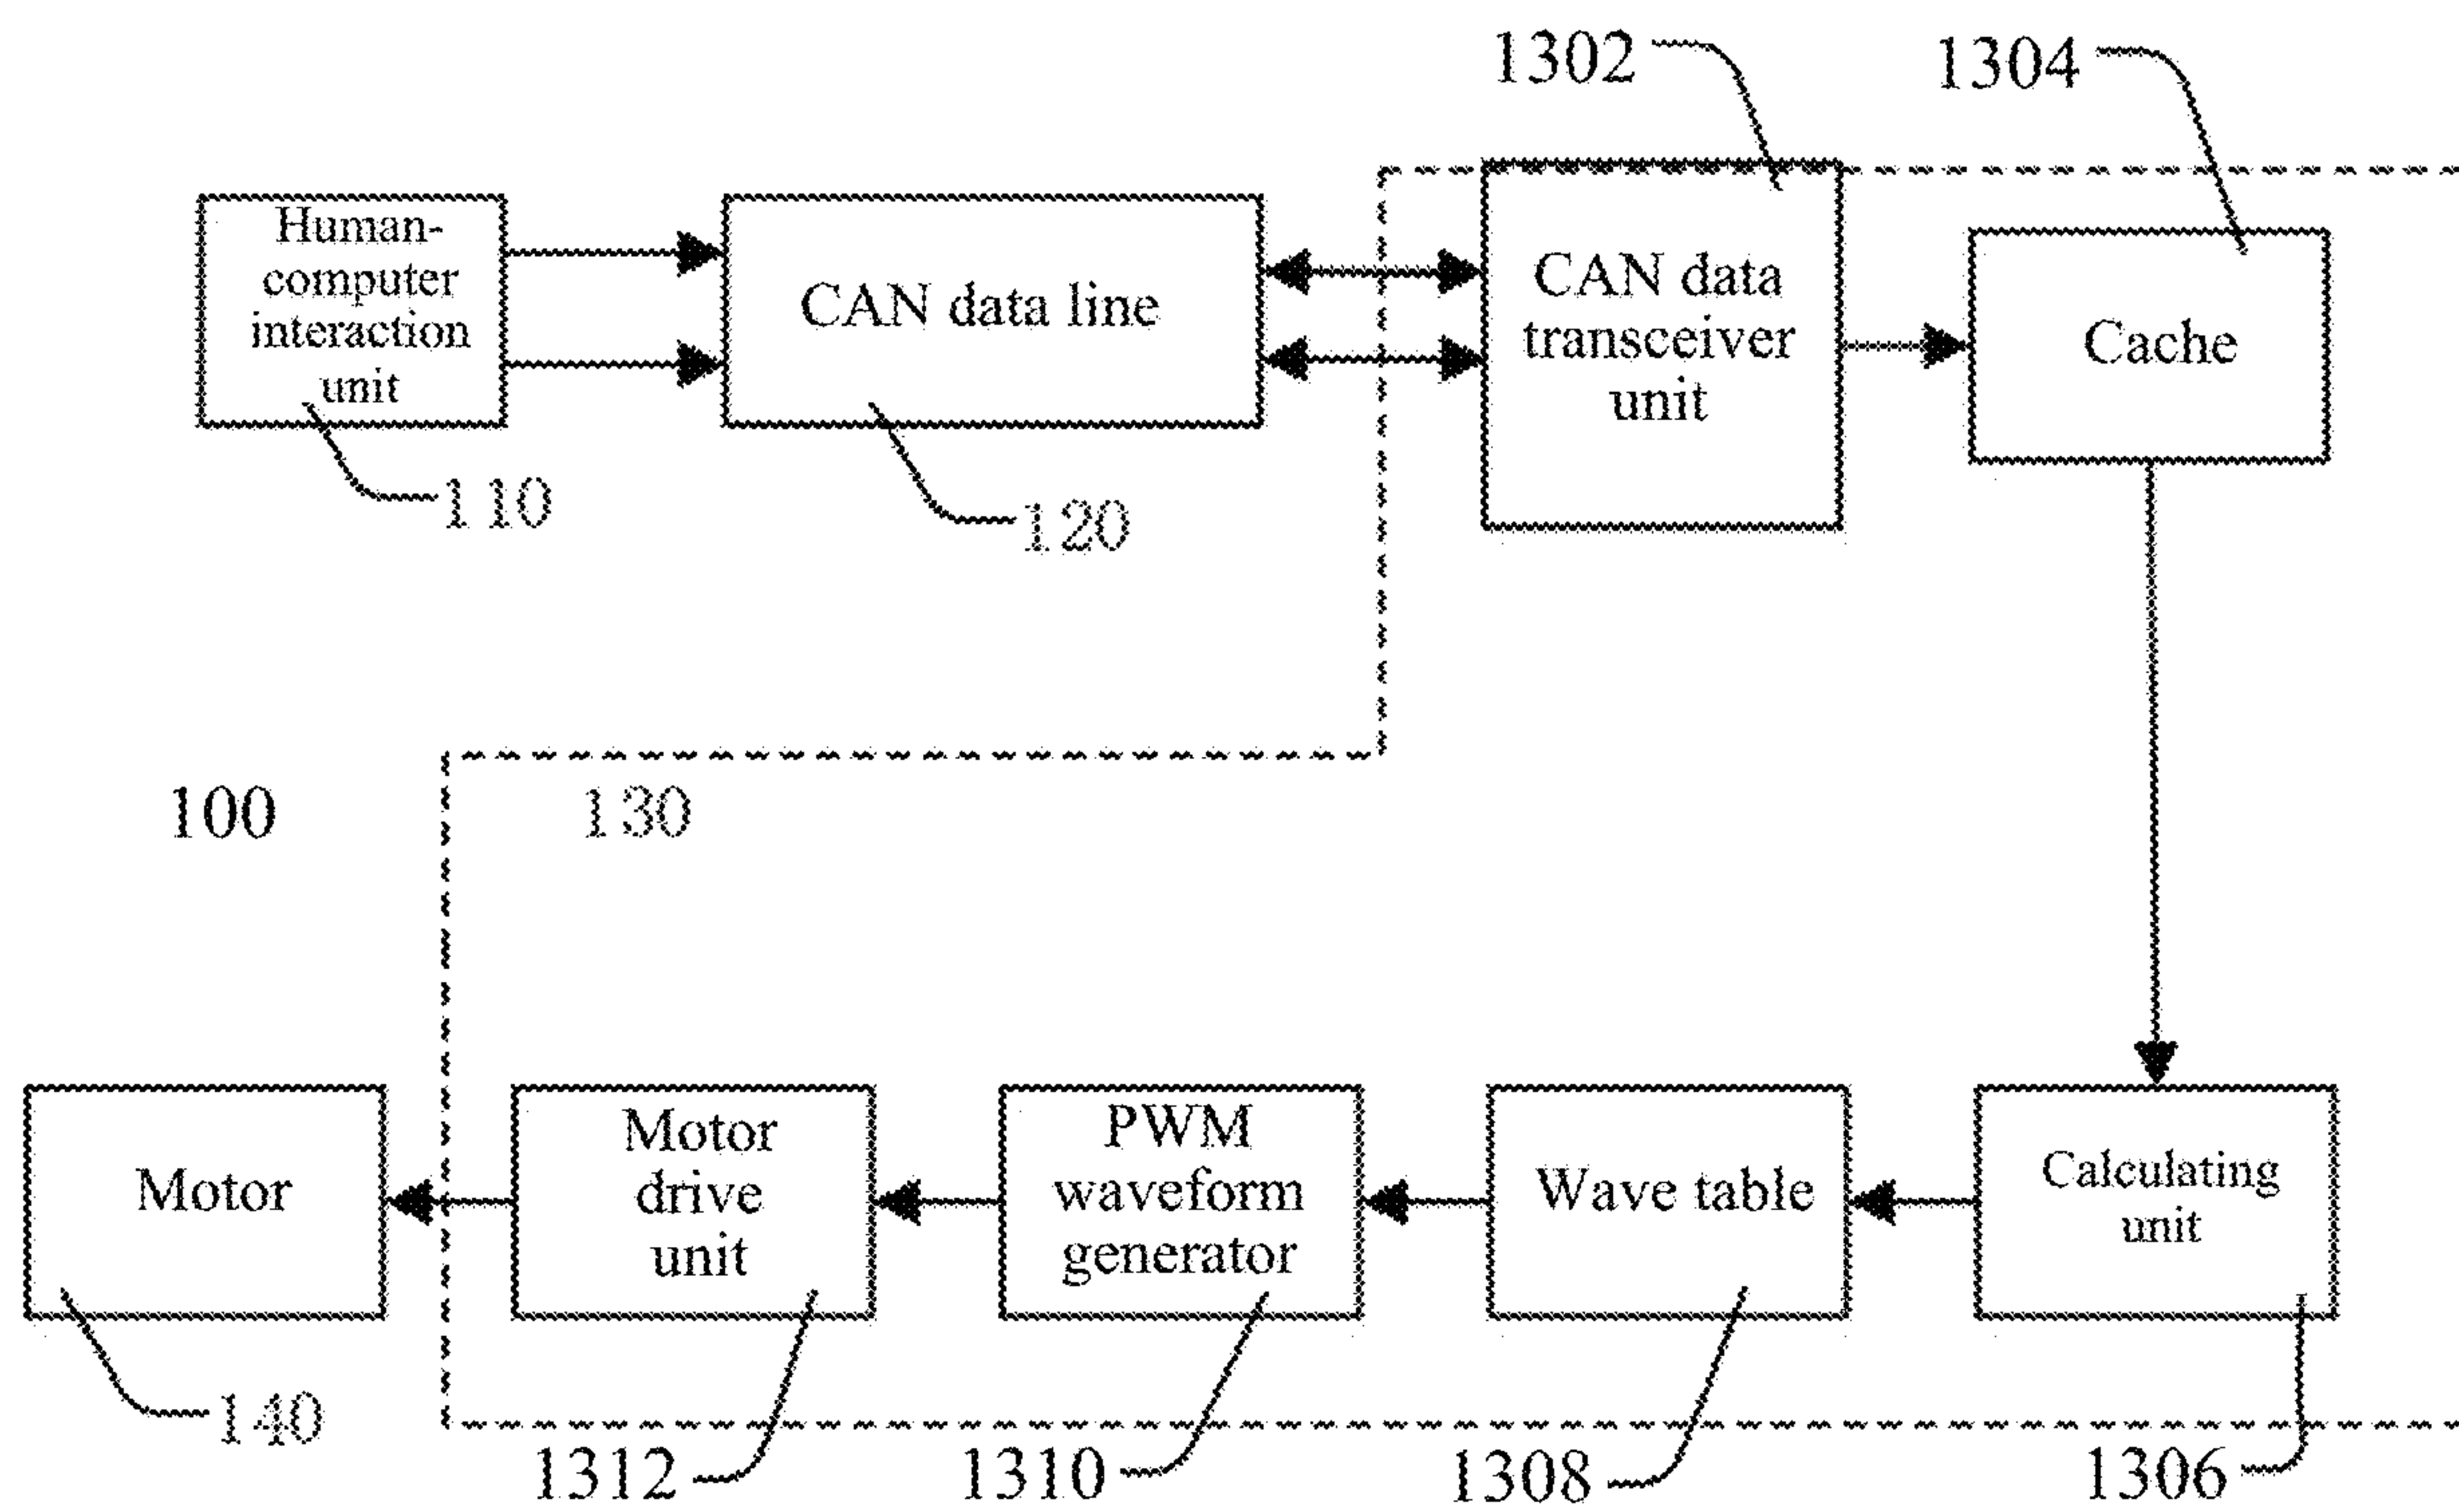 1302
1304
Human-
computer
interaction
unit
CAN data line
CAN data
transceiver
unit
Cache
110
120
100
130
Motor
Motor
drive
unit
PWM
waveform
generator
Wave table
Calculating
unit
140
1312
1310
1308
1306